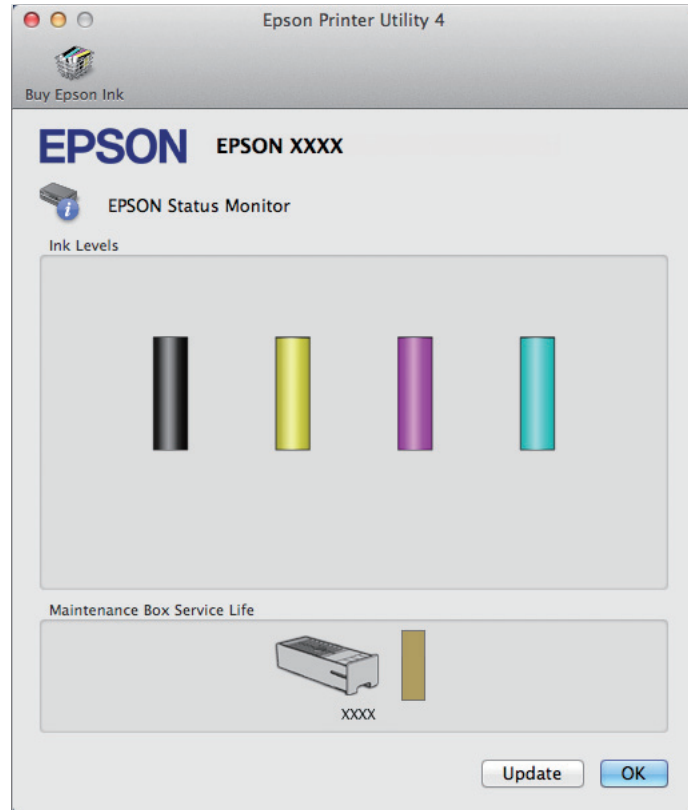 Epson Printer Utility 4
Buy Epson Ink
EPSON EPSON XXXX
EPSON Status Monitor
Ink Levels
Maintenance Box Service Life
XXXX
Update OK